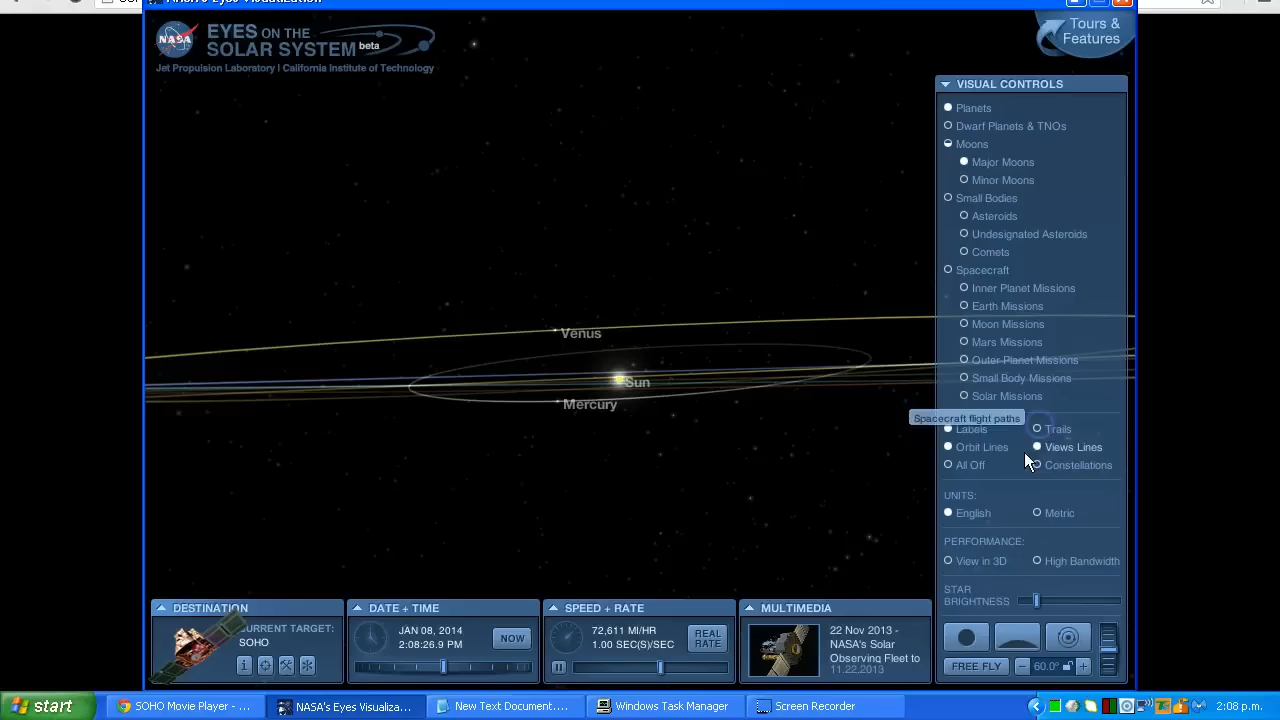 NASA
EYES ON THE
SOLAR SYSTEM beta
Jet Propulsion Laboratory | California Institute of Technology
Tours &
Features
VISUAL CONTROLS
Planets
Dwarf Planets & TNOs
Moons
Major Moons
Minor Moons
Small Bodies
Asteroids
Undesignated Asteroids
Comets
Spacecraft
Inner Planet Missions
Earth Missions
Moon Missions
Mars Missions
Outer Planet Missions
Small Body Missions
Solar Missions
Spacecraft flight paths
Labels Trails
Orbit Lines Views Lines
All Off Constellations
UNITS:
English Metric
PERFORMANCE:
View in 3D High Bandwidth
STAR
BRIGHTNESS
FREE FLY 60.0°
Venus
Sun
Mercury
DESTINATION
CURRENT TARGET:
SOHO
DATE + TIME
JAN 08, 2014
2:08:26.9 PM
NOW
SPEED + RATE
72,611 MI/HR
1.00 SEC(S)/SEC
REAL
RATE
MULTIMEDIA
22 Nov 2013 -
NASA's Solar
Observing Fleet to
11.22.2013
start
SOHO Movie Player - ...
NASA's Eyes Visualiza...
New Text Document....
Windows Task Manager
Screen Recorder
2:08 p.m.